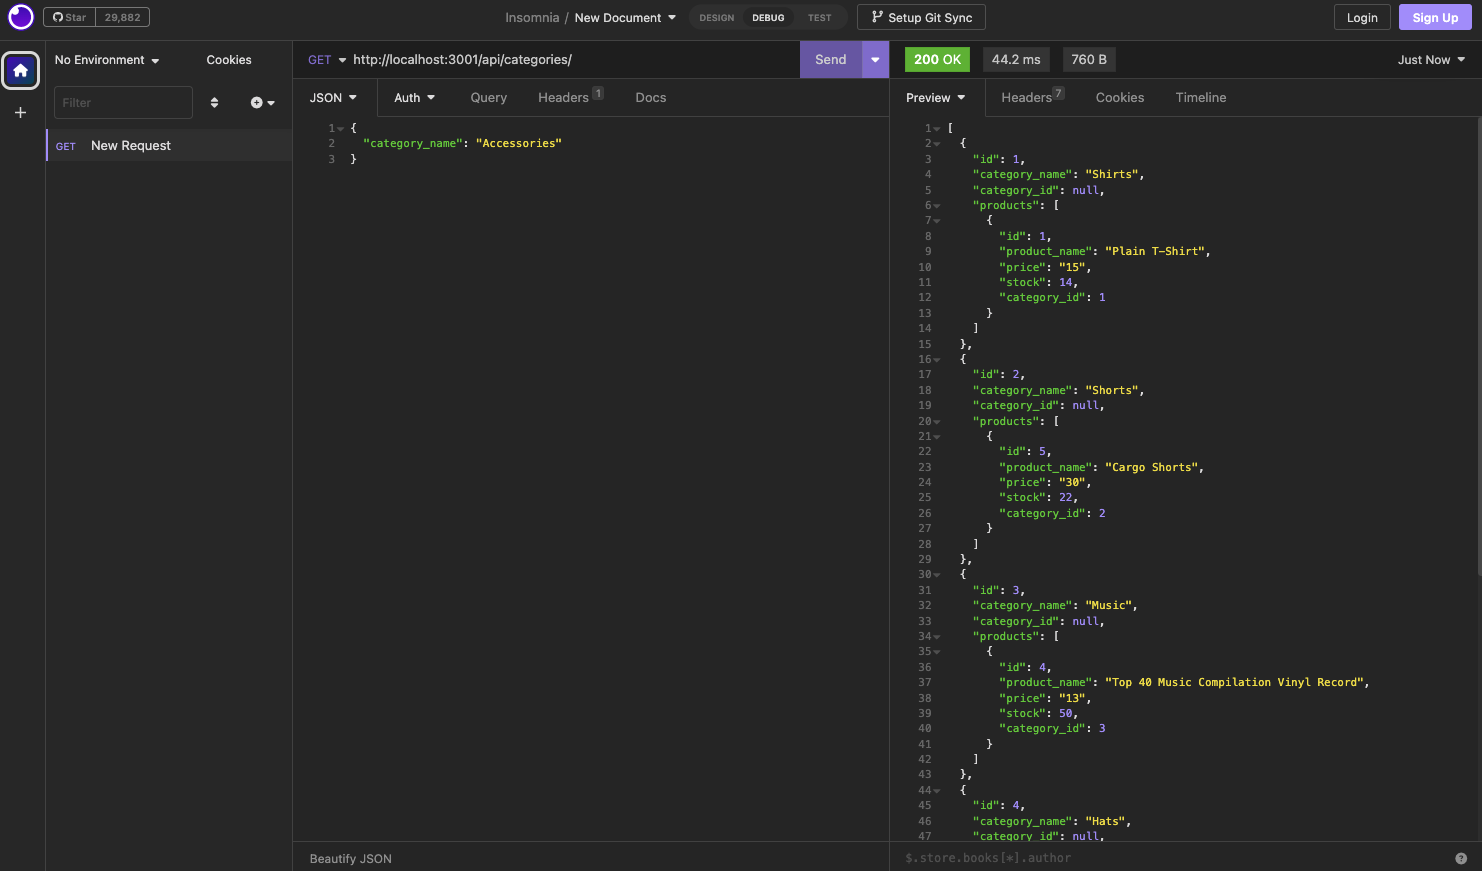 Star 29,882
Insomnia / New Document
DESIGN DEBUG TEST
Setup Git Sync
Login
Sign Up
No Environment
Cookies
Filter
GET New Request
GET http://localhost:3001/api/categories/
Send
200 OK
44.2 ms
760 B
Just Now
JSON
Auth
Query
Headers 1
Docs
1 {
2 "category_name": "Accessories"
3 }
Beautify JSON
Preview
Headers 7
Cookies
Timeline
1 [
2 {
3 "id": 1,
4 "category_name": "Shirts",
5 "category_id": null,
6 "products": [
7 {
8 "id": 1,
9 "product_name": "Plain T-Shirt",
10 "price": "15",
11 "stock": 14,
12 "category_id": 1
13 }
14 ]
15 },
16 {
17 "id": 2,
18 "category_name": "Shorts",
19 "category_id": null,
20 "products": [
21 {
22 "id": 5,
23 "product_name": "Cargo Shorts",
24 "price": "30",
25 "stock": 22,
26 "category_id": 2
27 }
28 ]
29 },
30 {
31 "id": 3,
32 "category_name": "Music",
33 "category_id": null,
34 "products": [
35 {
36 "id": 4,
37 "product_name": "Top 40 Music Compilation Vinyl Record",
38 "price": "13",
39 "stock": 50,
40 "category_id": 3
41 }
42 ]
43 },
44 {
45 "id": 4,
46 "category_name": "Hats",
47 "category_id": null,
$.store.books[*].author